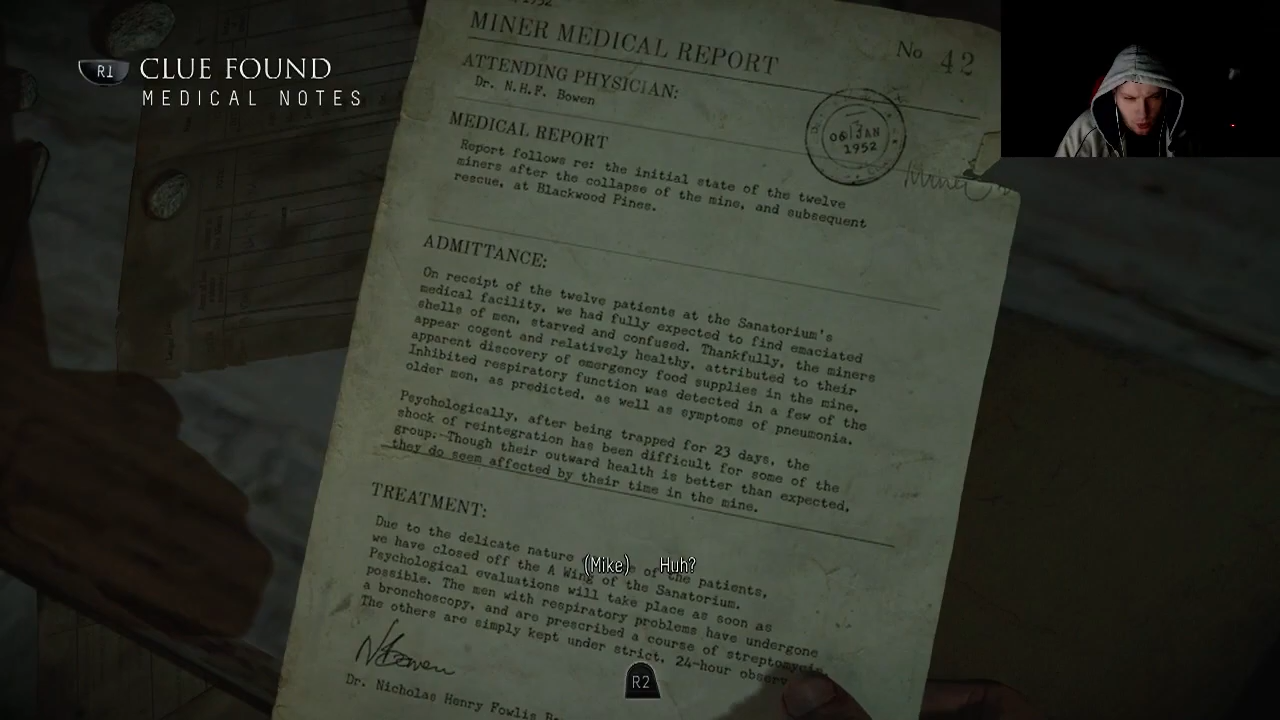 1952
MINER MEDICAL REPORT
No 42
R1 CLUE FOUND
MEDICAL NOTES
ATTENDING PHYSICIAN:
Dr. N.H.F. Bowen
06 JAN
1952
MEDICAL REPORT
Report follows re: the initial state of the twelve
miners after the collapse of the mine, and subsequent
rescue, at Blackwood Pines.
ADMITTANCE:
On receipt of the twelve patients at the Sanatorium's
medical facility, we had fully expected to find emaciated
shells of men, starved and confused. Thankfully, the miners
appear cogent and relatively healthy, attributed to their
apparent discovery of emergency food supplies in the mine.
Inhibited respiratory function was detected in a few of the
older men, as predicted, as well as symptoms of pneumonia.
Psychologically, after being trapped for 23 days, the
shock of reintegration has been difficult for some of the
group. Though their outward health is better than expected,
they do seem affected by their time in the mine.
TREATMENT:
Due to the delicate nature of the patients,
we have closed off the A Wing of the Sanatorium.
Psychological evaluations will take place as soon as
possible. The men with respiratory problems have undergone
a bronchoscopy, and are prescribed a course of streptomycin.
The others are simply kept under strict, 24-hour observ
(Mike) Huh?
NBowen
R2
Dr. Nicholas Henry Fowlis